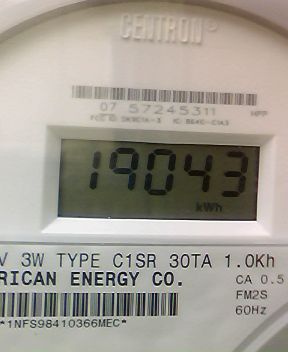 CENTRON®
07 57245311 HPP
19043
kWh
V 3W TYPE C1SR 30TA 1.0Kh
RICAN ENERGY CO.
CA 0.5
FM2S
60Hz
*1NFS98410366MEC*